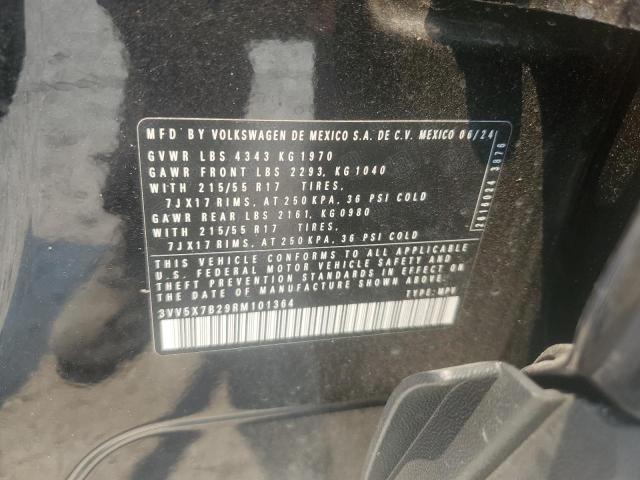 MFD BY VOLKSWAGEN DE MEXICO S.A. DE C.V. MEXICO 06/24
GVWR LBS 4343 KG 1970
GAWR FRONT LBS 2293, KG 1040
WITH 215/55 R17 TIRES,
7JX17 RIMS, AT 250 KPA, 36 PSI COLD
GAWR REAR LBS 2161, KG 0980
WITH 215/55 R17 TIRES,
7JX17 RIMS, AT 250 KPA, 36 PSI COLD
THIS VEHICLE CONFORMS TO ALL APPLICABLE
U.S. FEDERAL MOTOR VEHICLE SAFETY AND
THEFT PREVENTION STANDARDS IN EFFECT ON
THE DATE OF MANUFACTURE SHOWN ABOVE
3VV5X7B29RM101364 TYPE: MPV